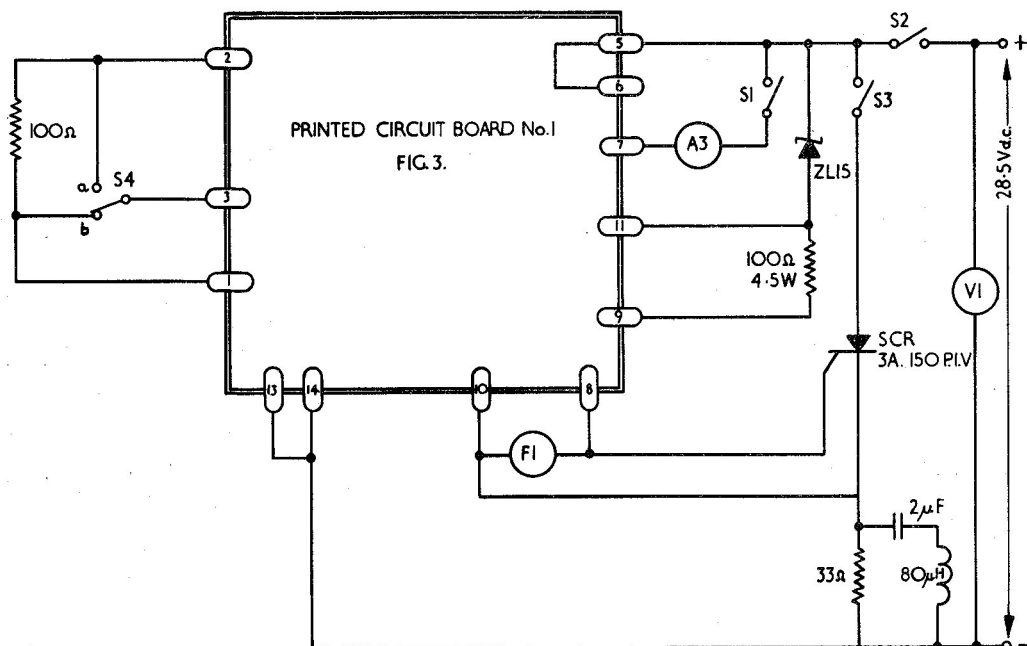 S2
+
2
5
6
S1
S3
100Ω
PRINTED CIRCUIT BOARD No.1
FIG.3.
7
A3
ZL15
28·5Vd.c.
a
S4
3
b
11
100Ω
4·5W
1
9
V1
SCR
3A. 150 P.I.V
13
14
10
8
F1
2μF
33Ω
80μH
-